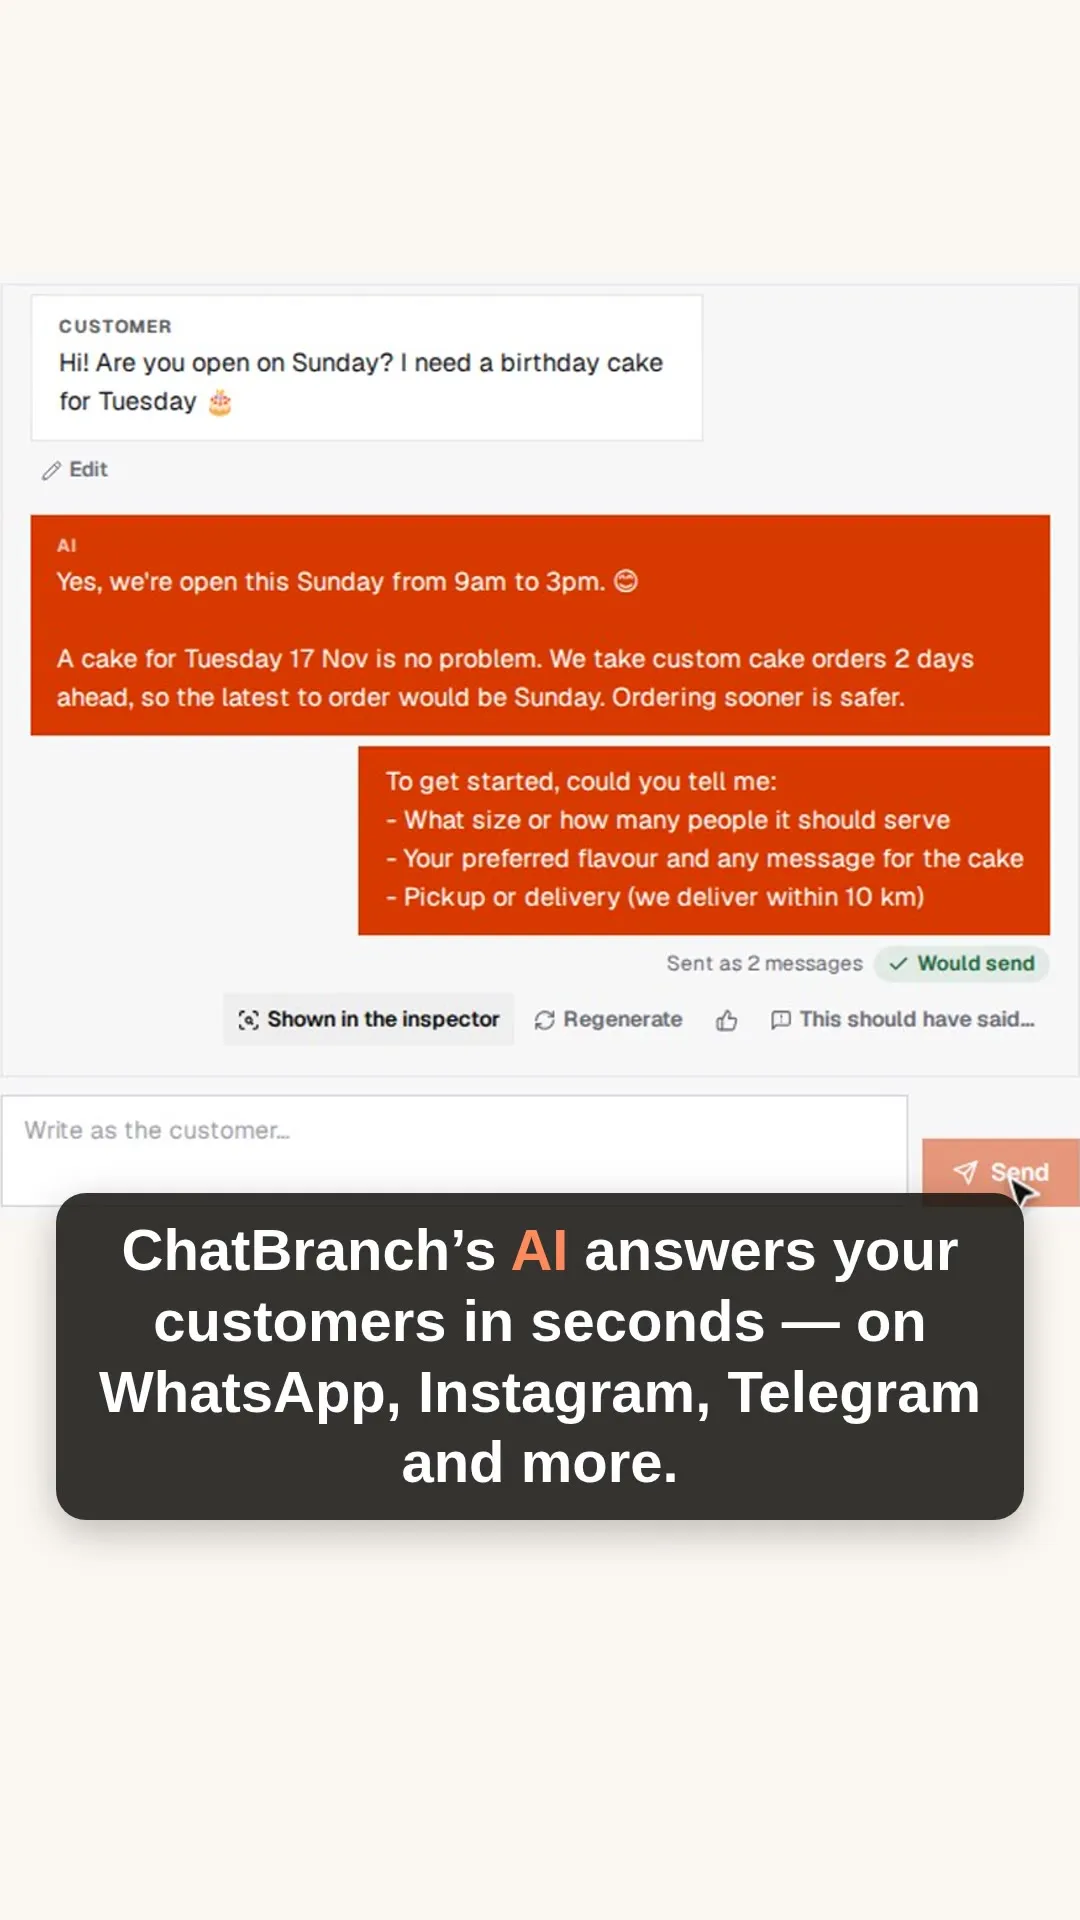 CUSTOMER
Hi! Are you open on Sunday? I need a birthday cake
for Tuesday 🎂
Edit
AI
Yes, we're open this Sunday from 9am to 3pm. 😊
A cake for Tuesday 17 Nov is no problem. We take custom cake orders 2 days
ahead, so the latest to order would be Sunday. Ordering sooner is safer.
To get started, could you tell me:
- What size or how many people it should serve
- Your preferred flavour and any message for the cake
- Pickup or delivery (we deliver within 10 km)
Sent as 2 messages
Would send
Shown in the inspector
Regenerate
This should have said...
Write as the customer...
Send
ChatBranch’s AI answers your
customers in seconds — on
WhatsApp, Instagram, Telegram
and more.